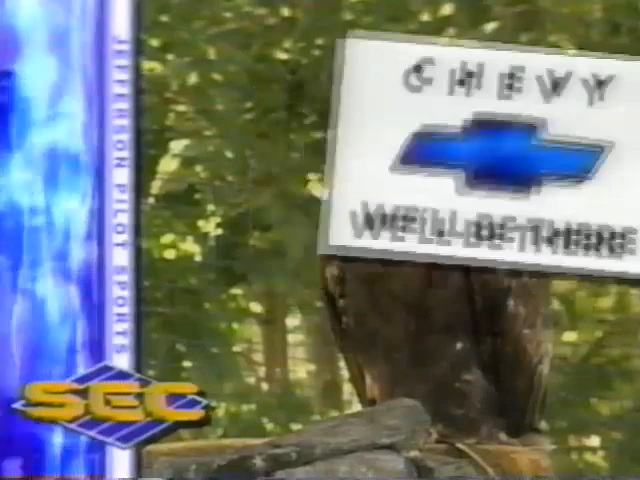 JEFFERSON PILOT SPORTS
CHEVY
WE'LL BE THERE
SEC